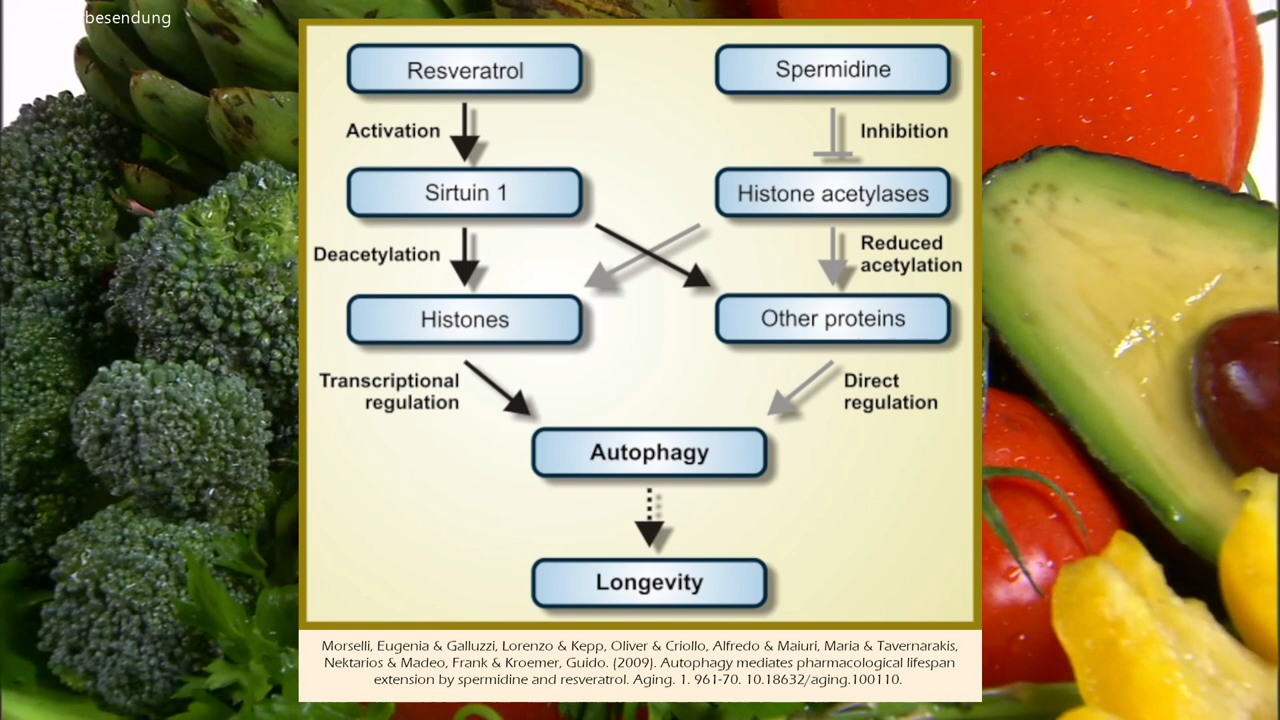 besendung
Resveratrol
Spermidine
Activation
Inhibition
Sirtuin 1
Histone acetylases
Deacetylation
Reduced
acetylation
Histones
Other proteins
Transcriptional
regulation
Direct
regulation
Autophagy
Longevity
Morselli, Eugenia & Galluzzi, Lorenzo & Kepp, Oliver & Criollo, Alfredo & Maiuri, Maria & Tavernarakis,
Nektarios & Madeo, Frank & Kroemer, Guido. (2009). Autophagy mediates pharmacological lifespan
extension by spermidine and resveratrol. Aging. 1. 961-70. 10.18632/aging.100110.